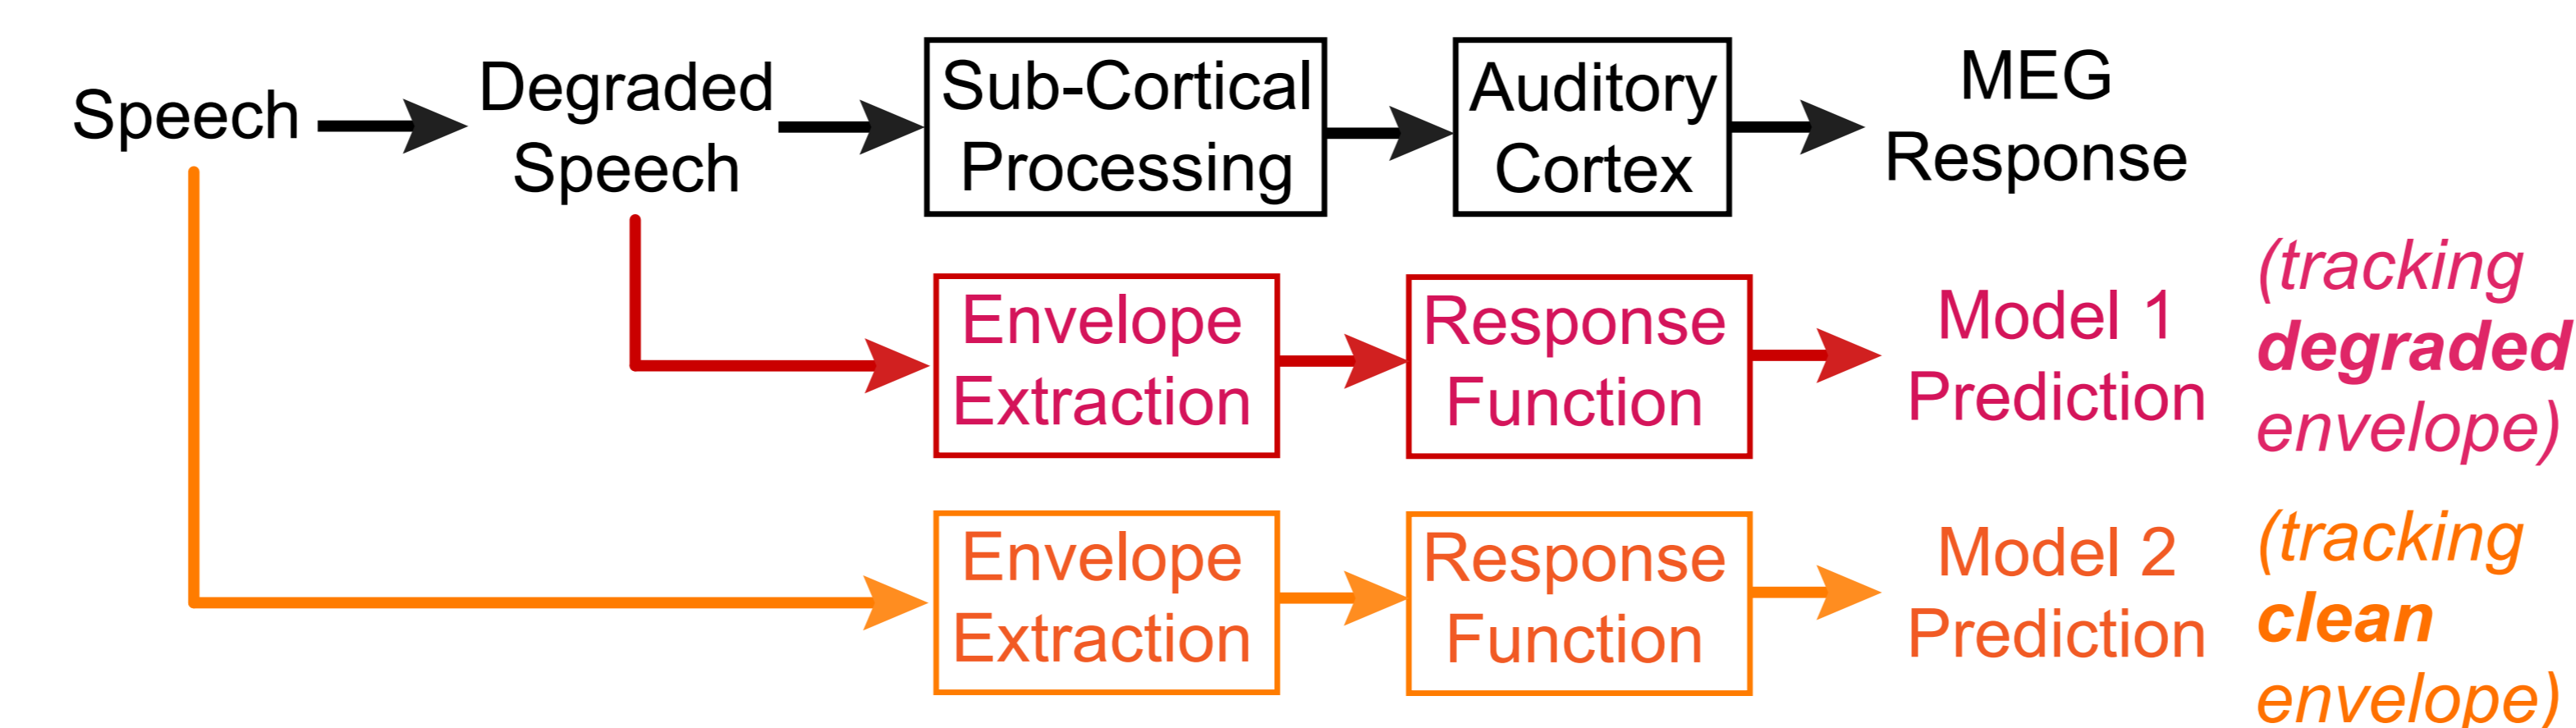 Speech
Degraded
Speech
Sub-Cortical
Processing
Auditory
Cortex
MEG
Response
Envelope
Extraction
Response
Function
Model 1
Prediction
(tracking
degraded
envelope)
Envelope
Extraction
Response
Function
Model 2
Prediction
(tracking
clean
envelope)